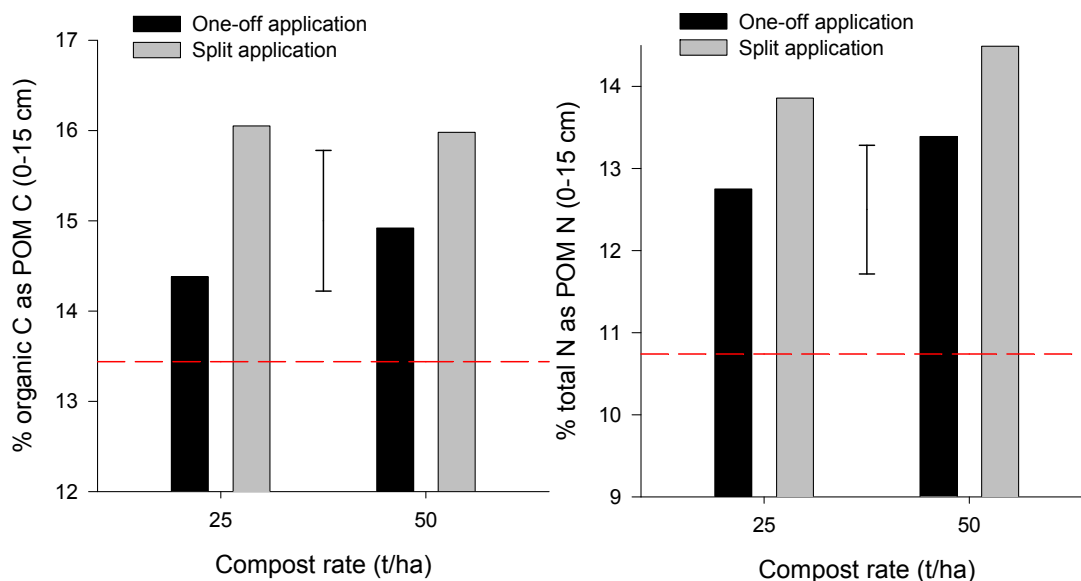 One-off application
Split application
17
16
15
14
13
12
% organic C as POM C (0-15 cm)
25
50
Compost rate (t/ha)
One-off application
Split application
14
13
12
11
10
9
% total N as POM N (0-15 cm)
25
50
Compost rate (t/ha)